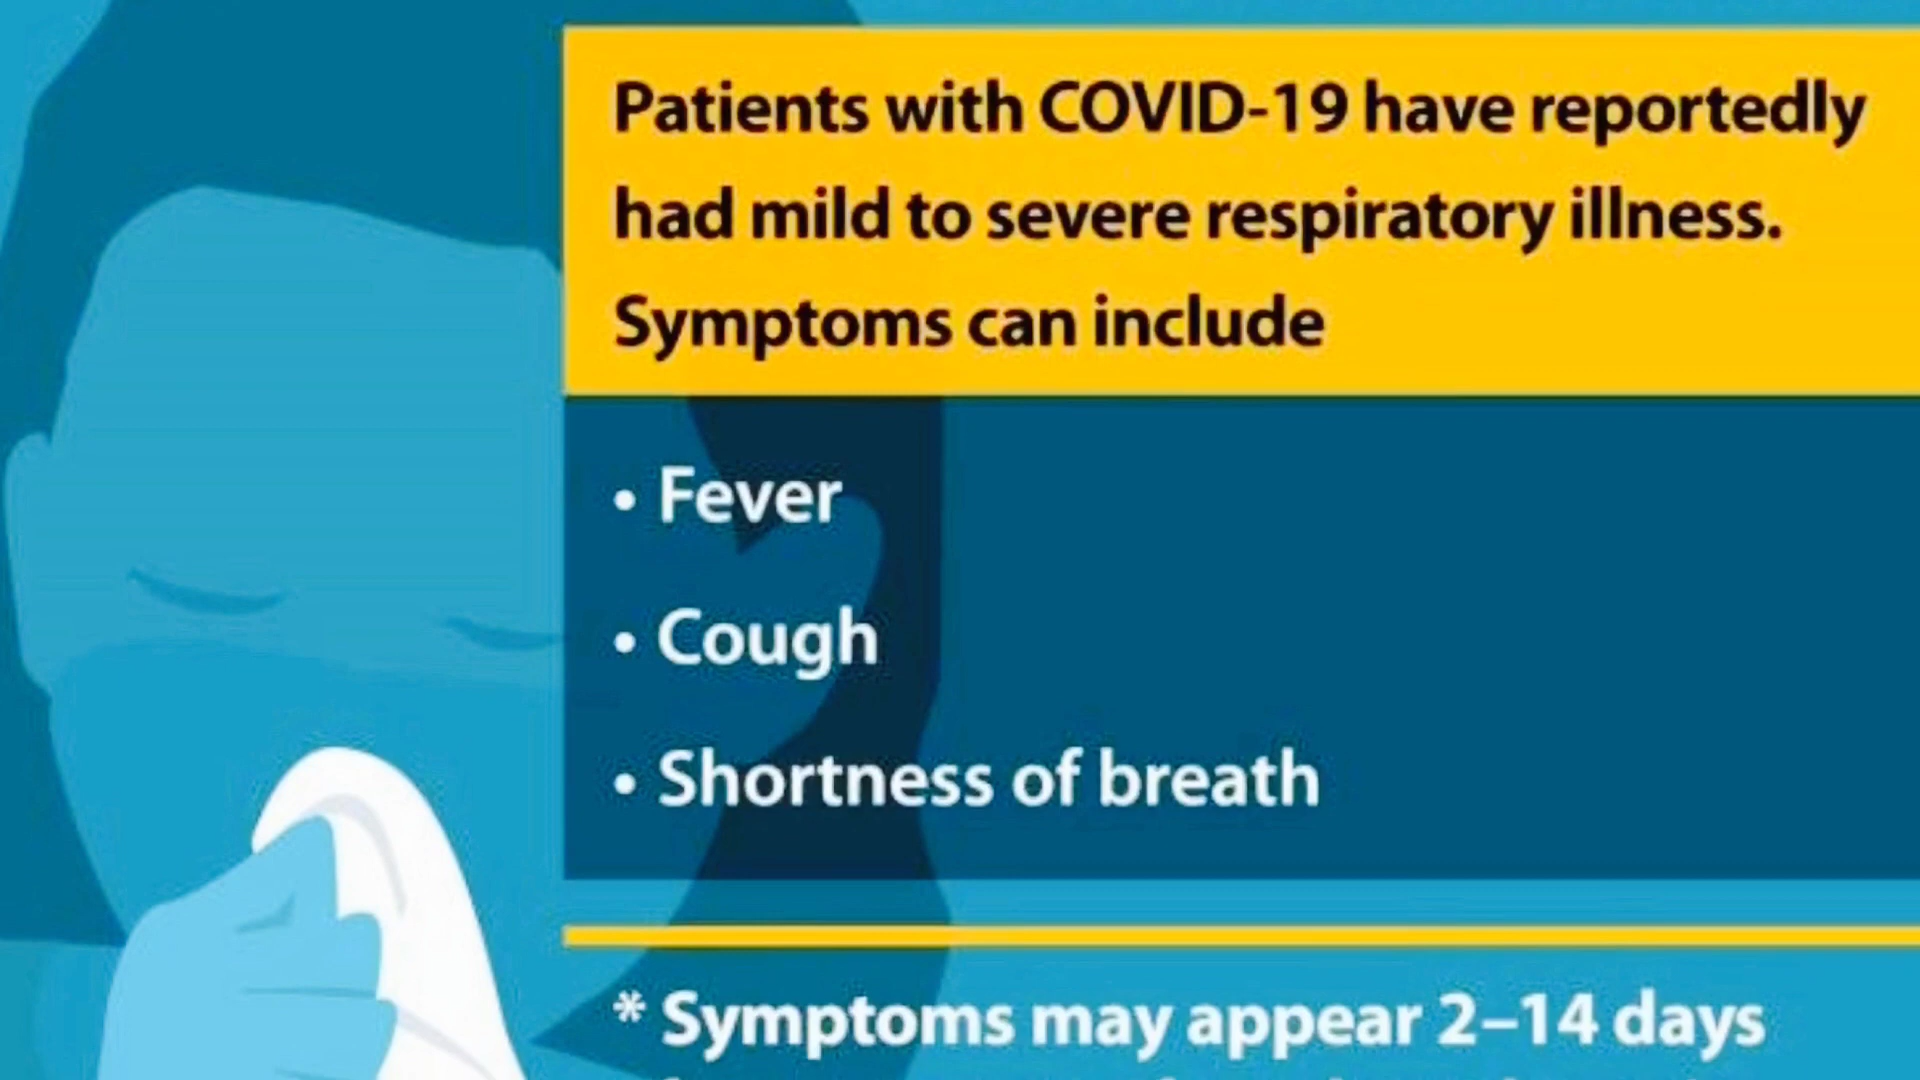 Patients with COVID-19 have reportedly
had mild to severe respiratory illness.
Symptoms can include
• Fever
• Cough
• Shortness of breath
* Symptoms may appear 2–14 days